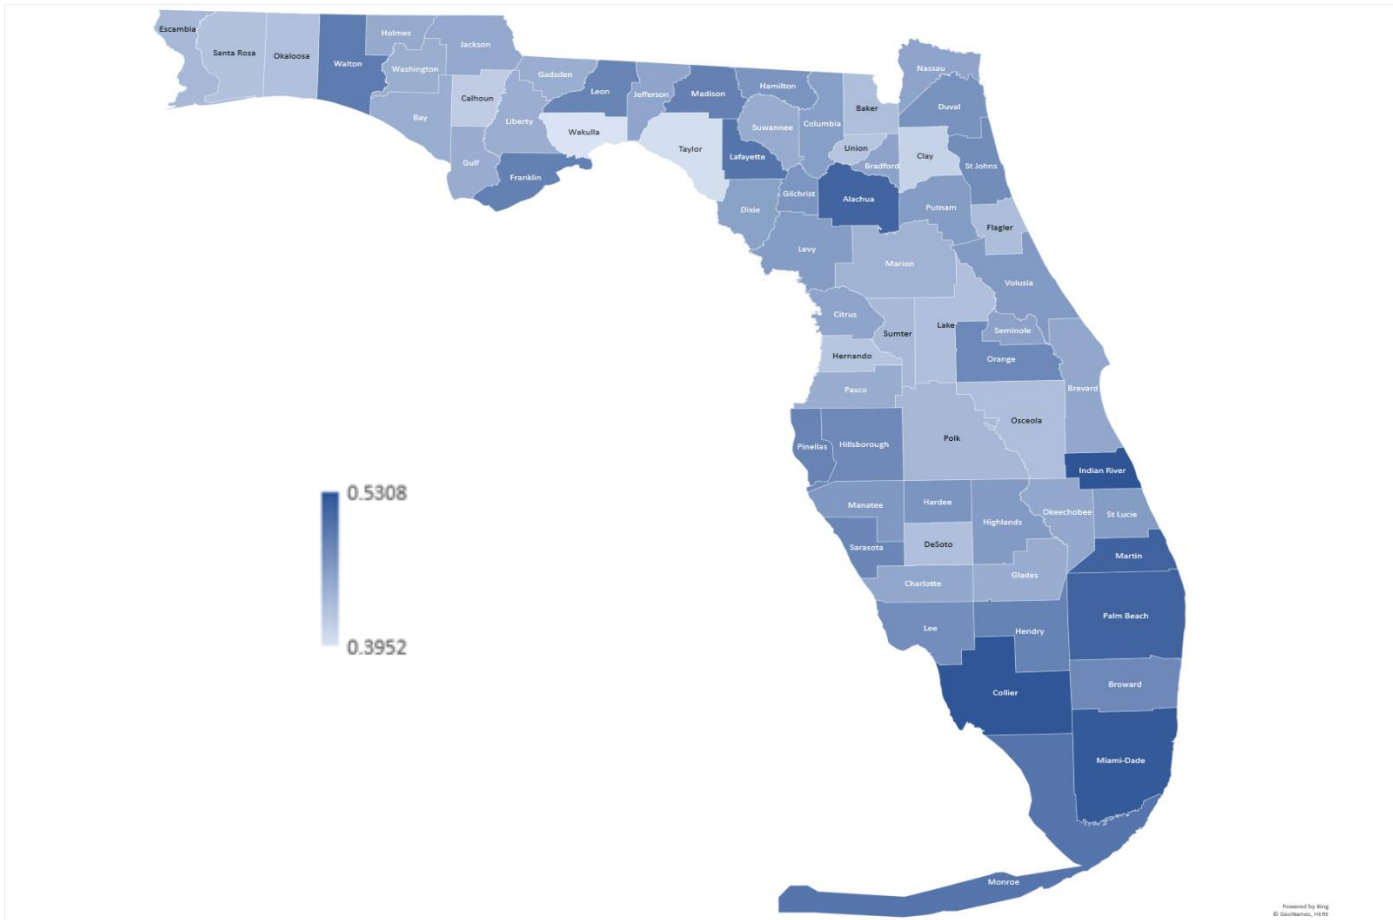 Escambia
Santa Rosa
Okaloosa
Walton
Holmes
Washington
Jackson
Calhoun
Bay
Gulf
Liberty
Gadsden
Franklin
Leon
Wakulla
Jefferson
Madison
Taylor
Hamilton
Suwannee
Lafayette
Columbia
Dixie
Gilchrist
Baker
Union
Bradford
Alachua
Levy
Nassau
Duval
Clay
St Johns
Putnam
Flagler
Marion
Volusia
Citrus
Sumter
Lake
Seminole
Orange
Hernando
Pasco
Brevard
Osceola
Polk
Pinellas
Hillsborough
Indian River
Manatee
Hardee
Highlands
Okeechobee
St Lucie
Sarasota
DeSoto
Martin
Charlotte
Glades
Palm Beach
Lee
Hendry
Collier
Broward
Miami-Dade
Monroe
0.5308
0.3952
Powered by Bing
© GeoNames, HERE